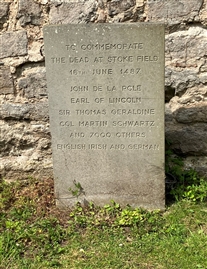 TO COMMEMORATE
THE DEAD AT STOKE FIELD
16TH JUNE 1487
JOHN DE LA POLE
EARL OF LINCOLN
SIR THOMAS GERALDINE
COL MARTIN SCHWARTZ
AND 7000 OTHERS
ENGLISH IRISH AND GERMAN